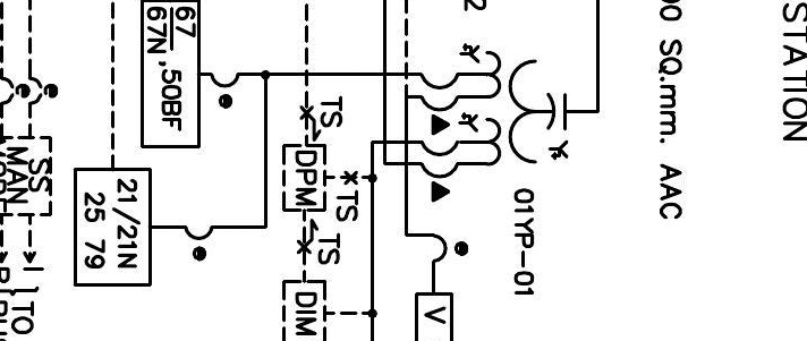 STATION
00 SQ.mm. AAC
2
01YP-01
V
TS
TS
TS
DPM
DIM
67
67N,50BF
21/21N
25 79
SS
MAN
TO